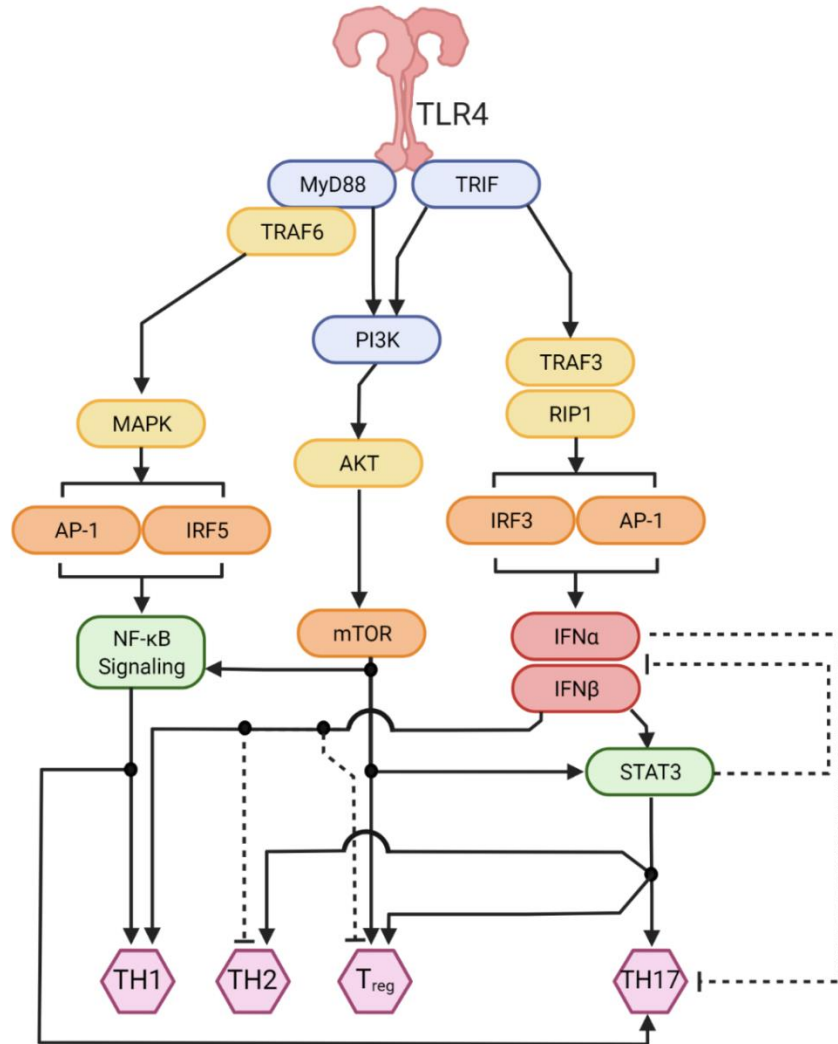 TLR4
MyD88
TRIF
TRAF6
PI3K
TRAF3
MAPK
RIP1
AKT
AP-1
IRF5
IRF3
AP-1
NF-κB
Signaling
mTOR
IFNα
IFNβ
STAT3
TH1
TH2
Treg
TH17